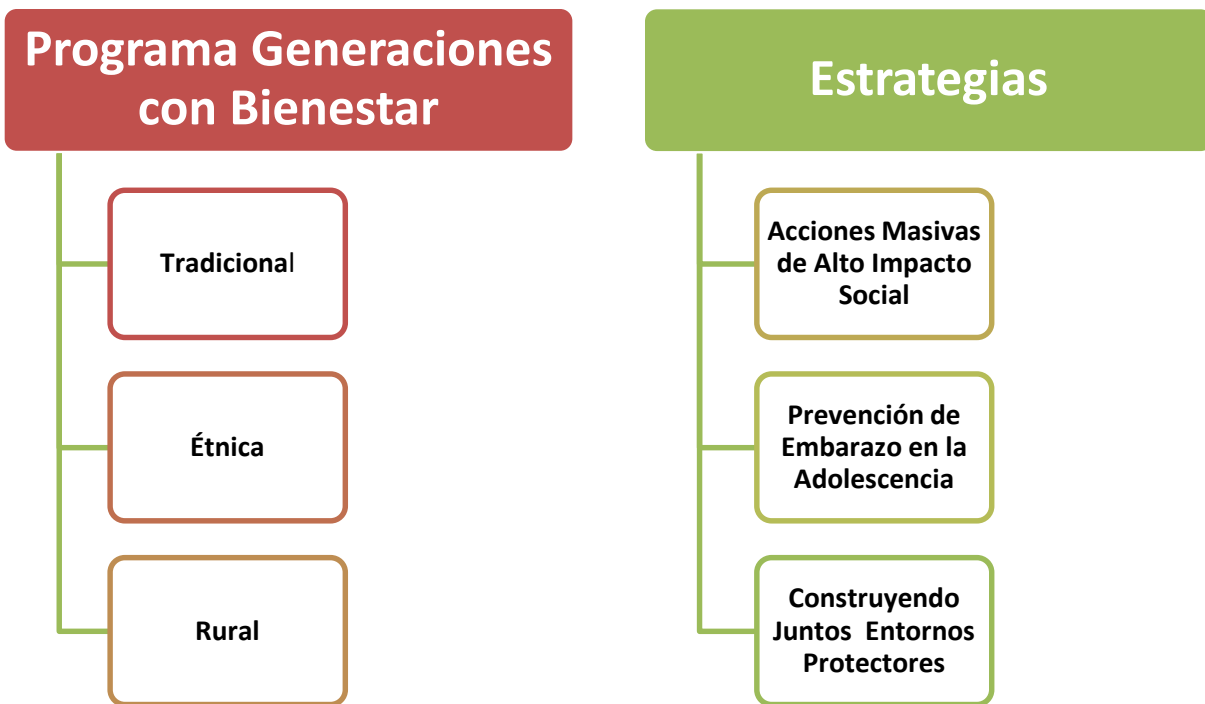 Programa Generaciones
con Bienestar
Tradicional
Étnica
Rural
Estrategias
Acciones Masivas
de Alto Impacto
Social
Prevención de
Embarazo en la
Adolescencia
Construyendo
Juntos  Entornos
Protectores